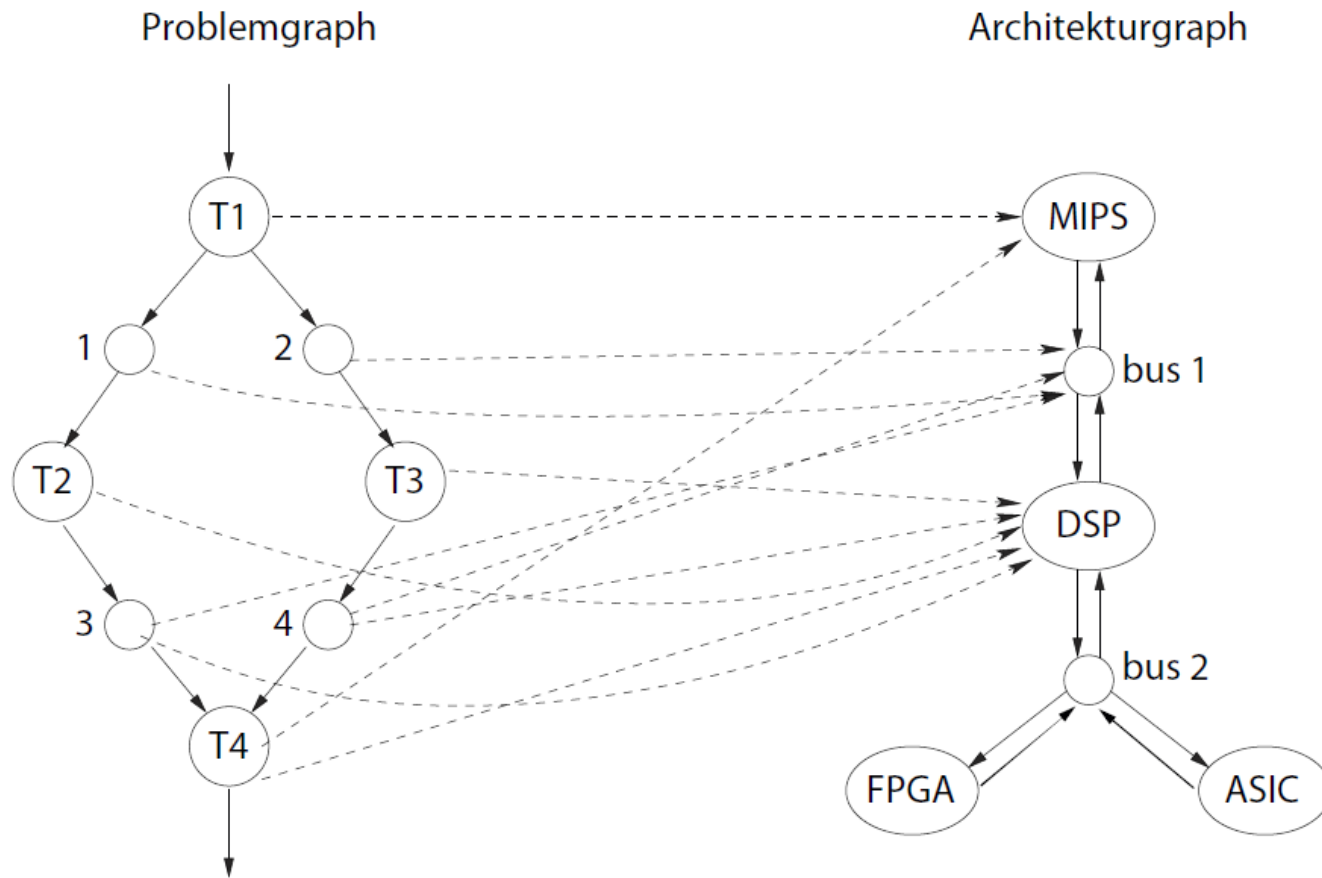 Problemgraph
Architekturgraph
T1
MIPS
1
2
bus 1
T2
T3
DSP
3
4
bus 2
T4
FPGA
ASIC